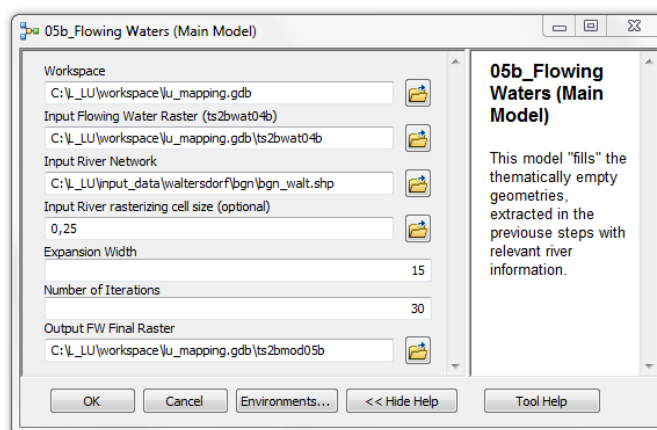 05b_Flowing Waters (Main Model)
Workspace
C:\L_LU\workspace\lu_mapping.gdb
Input Flowing Water Raster (ts2bwat04b)
C:\L_LU\workspace\lu_mapping.gdb\ts2bwat04b
Input River Network
C:\L_LU\input_data\waltersdorf\bgn\bgn_walt.shp
Input River rasterizing cell size (optional)
0,25
Expansion Width
15
Number of Iterations
30
Output FW Final Raster
C:\L_LU\workspace\lu_mapping.gdb\ts2bmod05b
05b_Flowing
Waters (Main
Model)
This model "fills" the
thematically empty
geometries,
extracted in the
previouse steps with
relevant river
information.
OK Cancel Environments... << Hide Help Tool Help